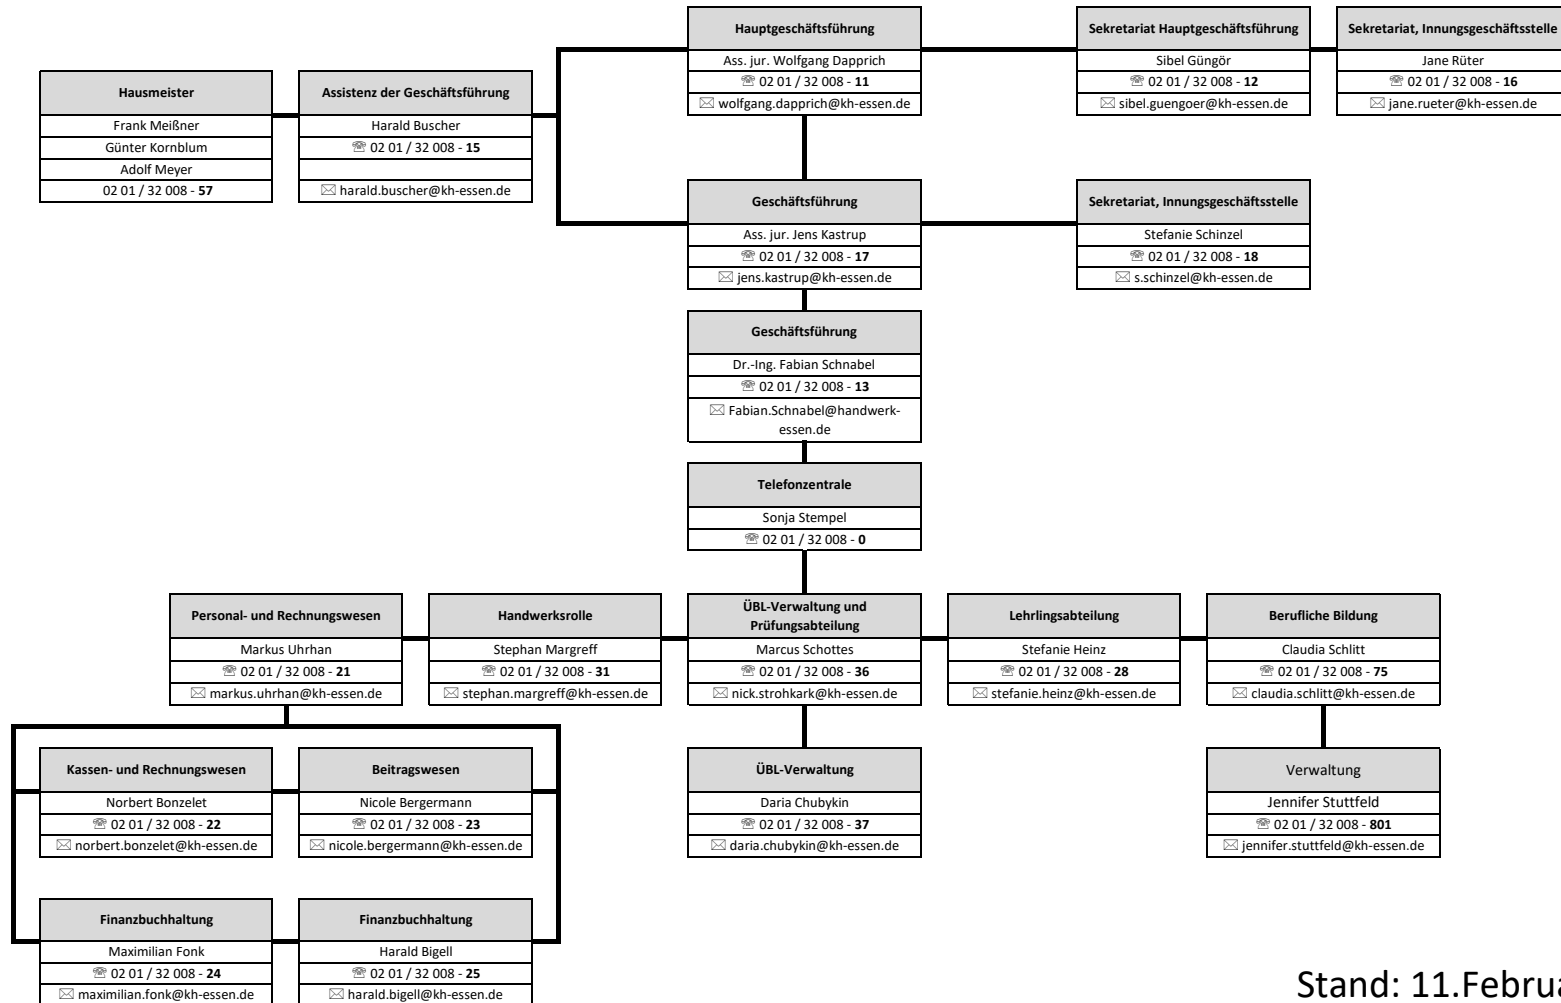 Hauptgeschäftsführung
Ass. jur. Wolfgang Dapprich
☏ 02 01 / 32 008 - 11
✉ wolfgang.dapprich@kh-essen.de
Sekretariat Hauptgeschäftsführung
Sibel Güngör
☏ 02 01 / 32 008 - 12
✉ sibel.guengoer@kh-essen.de
Sekretariat, Innungsgeschäftsstelle
Jane Rüter
☏ 02 01 / 32 008 - 16
✉ jane.rueter@kh-essen.de
Hausmeister
Frank Meißner
Günter Kornblum
Adolf Meyer
02 01 / 32 008 - 57
Assistenz der Geschäftsführung
Harald Buscher
☏ 02 01 / 32 008 - 15
✉ harald.buscher@kh-essen.de
Geschäftsführung
Ass. jur. Jens Kastrup
☏ 02 01 / 32 008 - 17
✉ jens.kastrup@kh-essen.de
Sekretariat, Innungsgeschäftsstelle
Stefanie Schinzel
☏ 02 01 / 32 008 - 18
✉ s.schinzel@kh-essen.de
Geschäftsführung
Dr.-Ing. Fabian Schnabel
☏ 02 01 / 32 008 - 13
✉ Fabian.Schnabel@handwerk-
essen.de
Telefonzentrale
Sonja Stempel
☏ 02 01 / 32 008 - 0
Personal- und Rechnungswesen
Markus Uhrhan
☏ 02 01 / 32 008 - 21
✉ markus.uhrhan@kh-essen.de
Handwerksrolle
Stephan Margreff
☏ 02 01 / 32 008 - 31
✉ stephan.margreff@kh-essen.de
ÜBL-Verwaltung und
Prüfungsabteilung
Marcus Schottes
☏ 02 01 / 32 008 - 36
✉ nick.strohkark@kh-essen.de
Lehrlingsabteilung
Stefanie Heinz
☏ 02 01 / 32 008 - 28
✉ stefanie.heinz@kh-essen.de
Berufliche Bildung
Claudia Schlitt
☏ 02 01 / 32 008 - 75
✉ claudia.schlitt@kh-essen.de
Kassen- und Rechnungswesen
Norbert Bonzelet
☏ 02 01 / 32 008 - 22
✉ norbert.bonzelet@kh-essen.de
Beitragswesen
Nicole Bergermann
☏ 02 01 / 32 008 - 23
✉ nicole.bergermann@kh-essen.de
ÜBL-Verwaltung
Daria Chubykin
☏ 02 01 / 32 008 - 37
✉ daria.chubykin@kh-essen.de
Verwaltung
Jennifer Stuttfeld
☏ 02 01 / 32 008 - 801
✉ jennifer.stuttfeld@kh-essen.de
Finanzbuchhaltung
Maximilian Fonk
☏ 02 01 / 32 008 - 24
✉ maximilian.fonk@kh-essen.de
Finanzbuchhaltung
Harald Bigell
☏ 02 01 / 32 008 - 25
✉ harald.bigell@kh-essen.de
Stand: 11.Februa